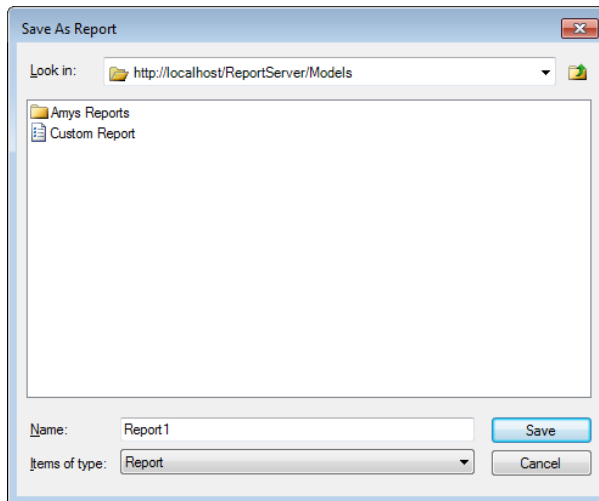 Save As Report
Look in: http://localhost/ReportServer/Models
Amys Reports
Custom Report
Name: Report1 Save
Items of type: Report Cancel